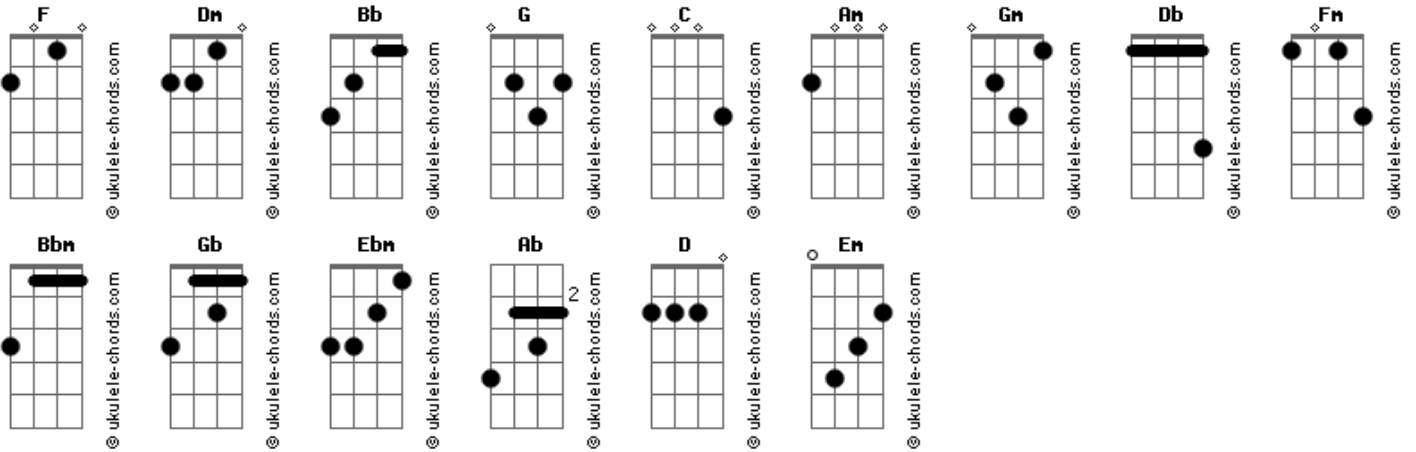 F Dm Bb G C Am Gm Db Fm
© ukulele-chords.com © ukulele-chords.com © ukulele-chords.com © ukulele-chords.com © ukulele-chords.com © ukulele-chords.com © ukulele-chords.com © ukulele-chords.com © ukulele-chords.com
Bbm Gb Ebm Ab D Em
2
© ukulele-chords.com © ukulele-chords.com © ukulele-chords.com © ukulele-chords.com © ukulele-chords.com © ukulele-chords.com